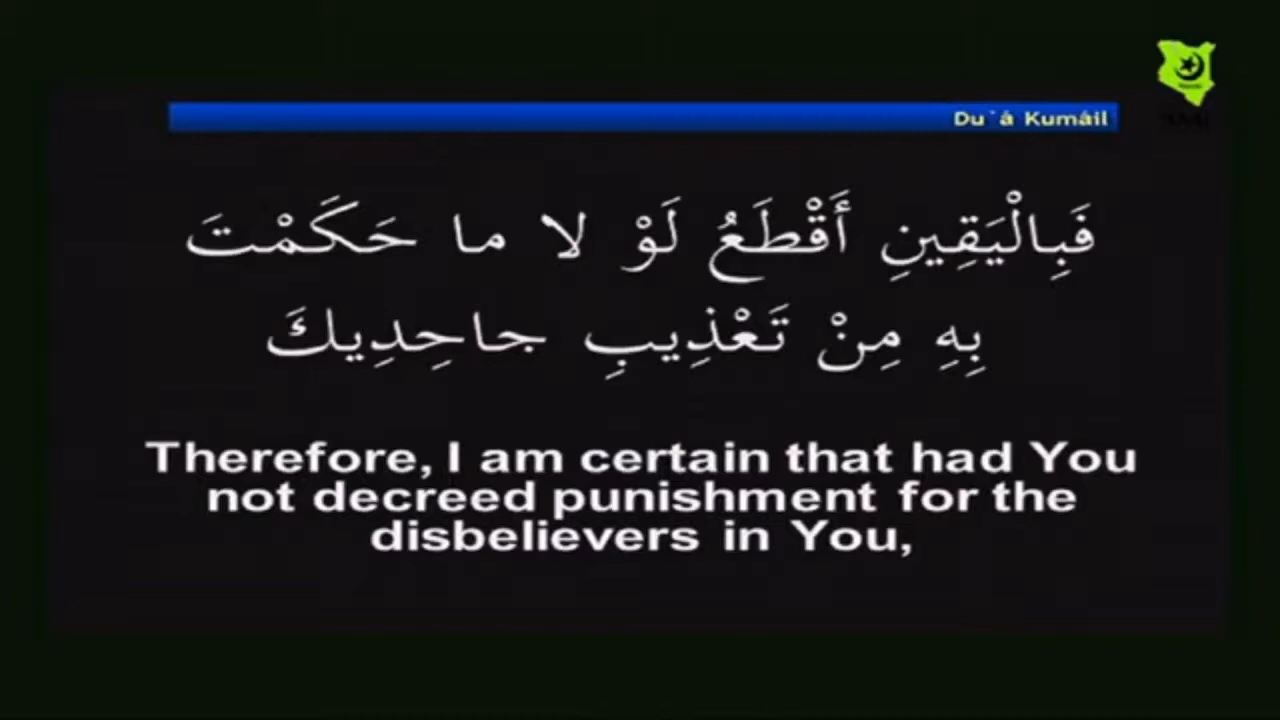 Du`á Kumáil
فَبِالْيَقِينِ أَقْطَعُ لَوْ لا ما حَكَمْتَ
بِهِ مِنْ تَعْذِيبِ جاحِدِيكَ
Therefore, I am certain that had You
not decreed punishment for the
disbelievers in You,